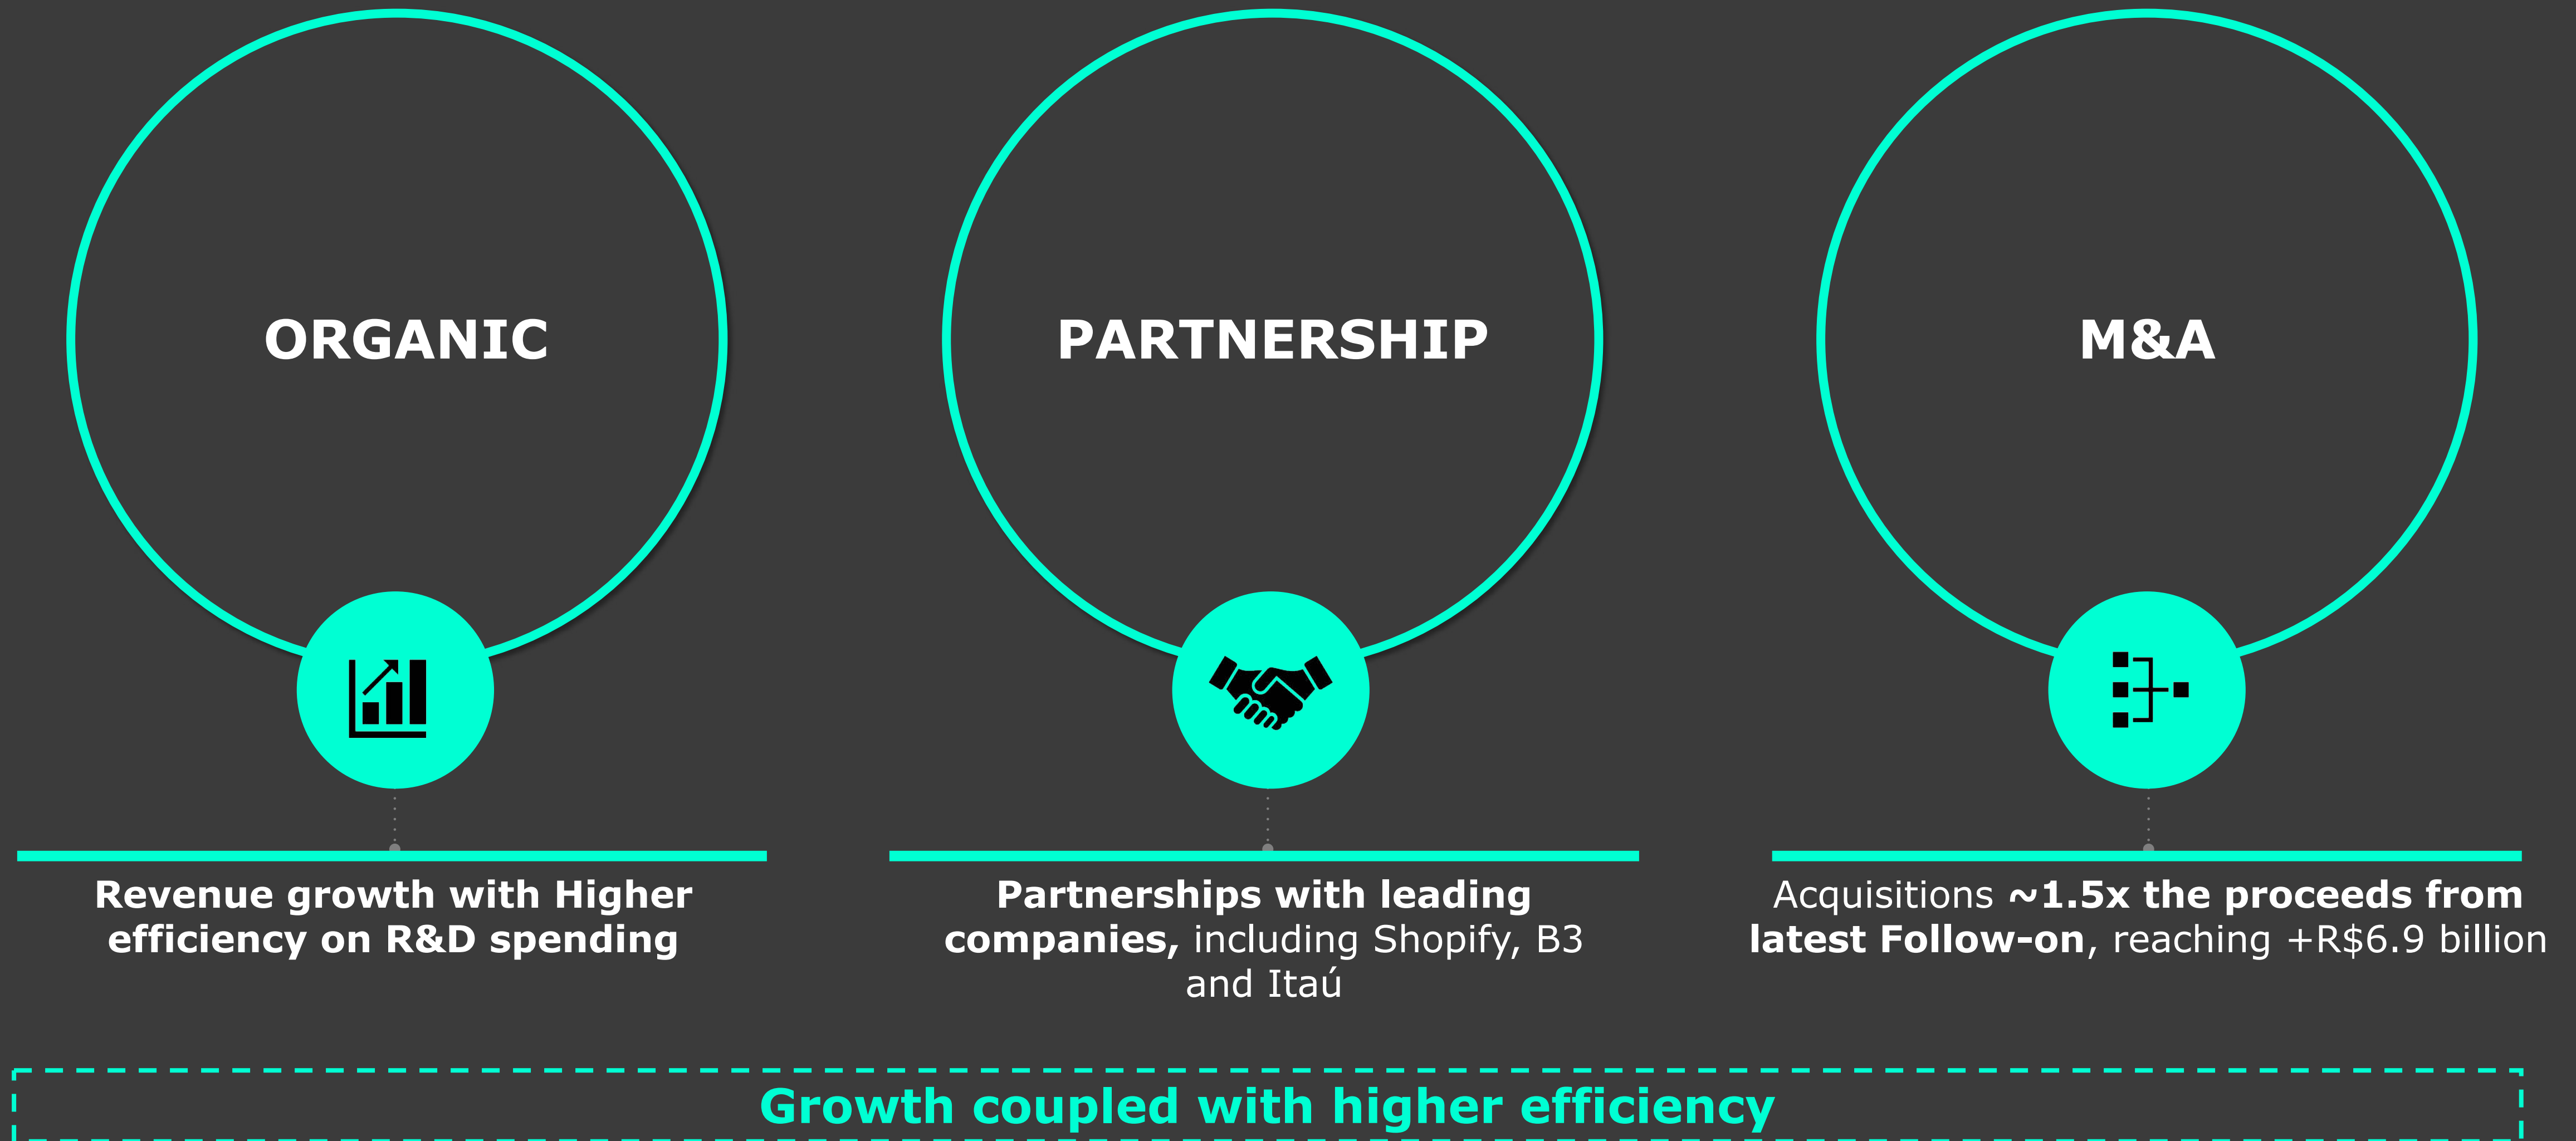 ORGANIC
PARTNERSHIP
M&A
Revenue growth with Higher
efficiency on R&D spending
Partnerships with leading
companies, including Shopify, B3
and Itaú
Acquisitions ~1.5x the proceeds from
latest Follow-on, reaching +R$6.9 billion
Growth coupled with higher efficiency